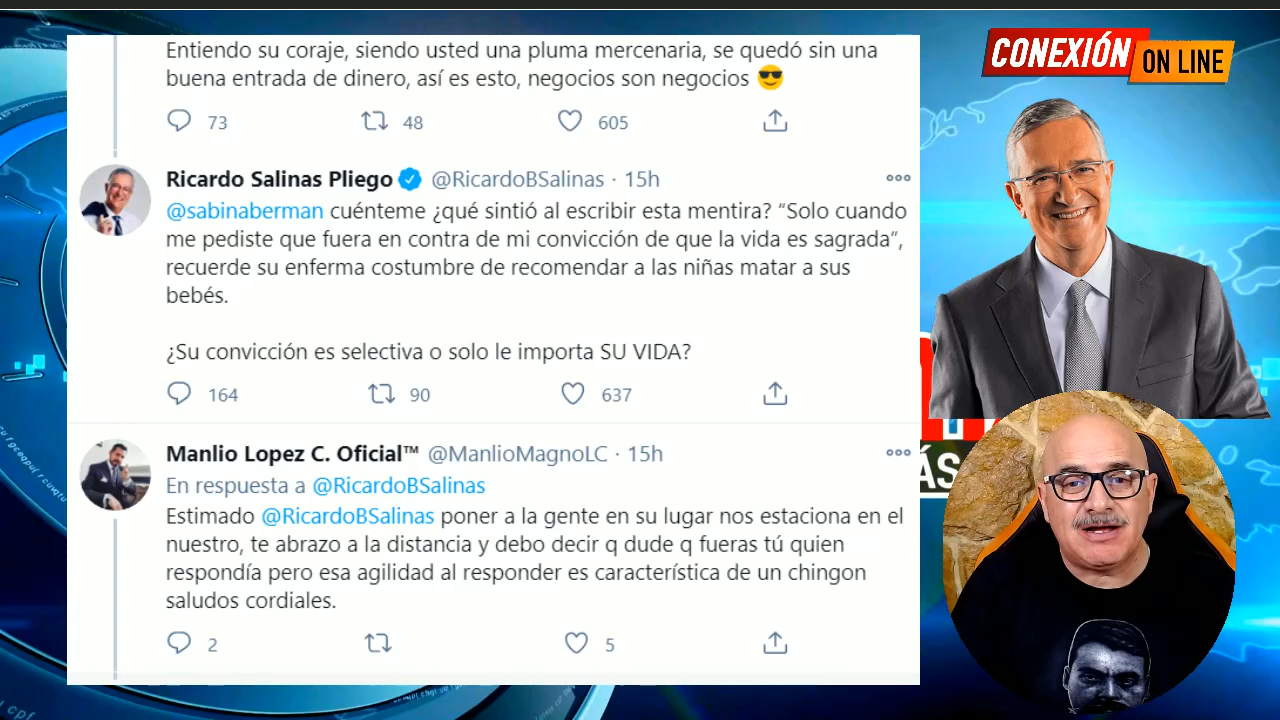 Entiendo su coraje, siendo usted una pluma mercenaria, se quedó sin una
buena entrada de dinero, así es esto, negocios son negocios 😎
73 48 605
Ricardo Salinas Pliego @RicardoBSalinas · 15h
@sabinaberman cuénteme ¿qué sintió al escribir esta mentira? “Solo cuando
me pediste que fuera en contra de mi convicción de que la vida es sagrada”,
recuerde su enferma costumbre de recomendar a las niñas matar a sus
bebés.
¿Su convicción es selectiva o solo le importa SU VIDA?
164 90 637
Manlio Lopez C. Oficial™ @ManlioMagnoLC · 15h
En respuesta a @RicardoBSalinas
Estimado @RicardoBSalinas poner a la gente en su lugar nos estaciona en el
nuestro, te abrazo a la distancia y debo decir q dude q fueras tú quien
respondía pero esa agilidad al responder es característica de un chingon
saludos cordiales.
2 5
CONEXIÓN
ON LINE
ÁS